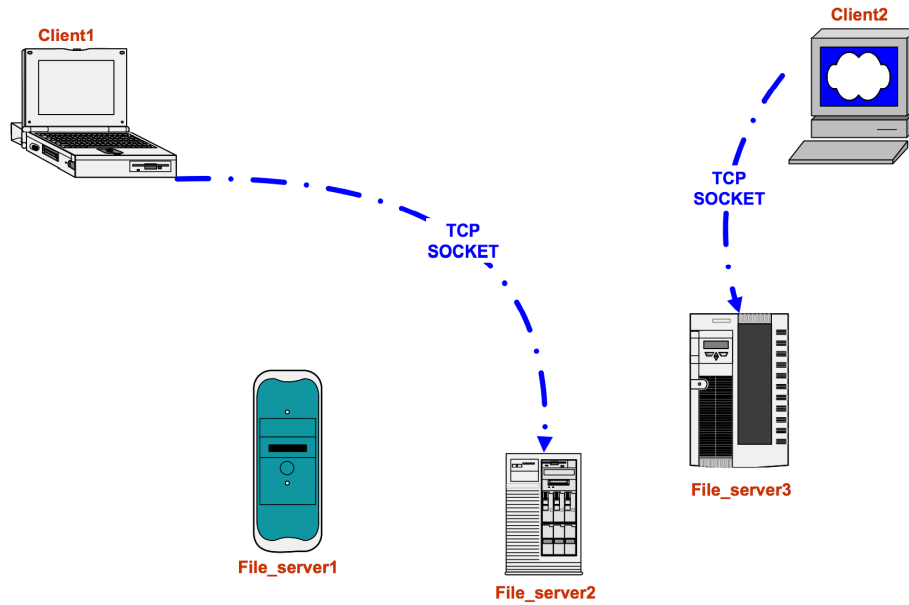 Client1
Client2
TCP
SOCKET
TCP
SOCKET
File_server3
File_server1
File_server2